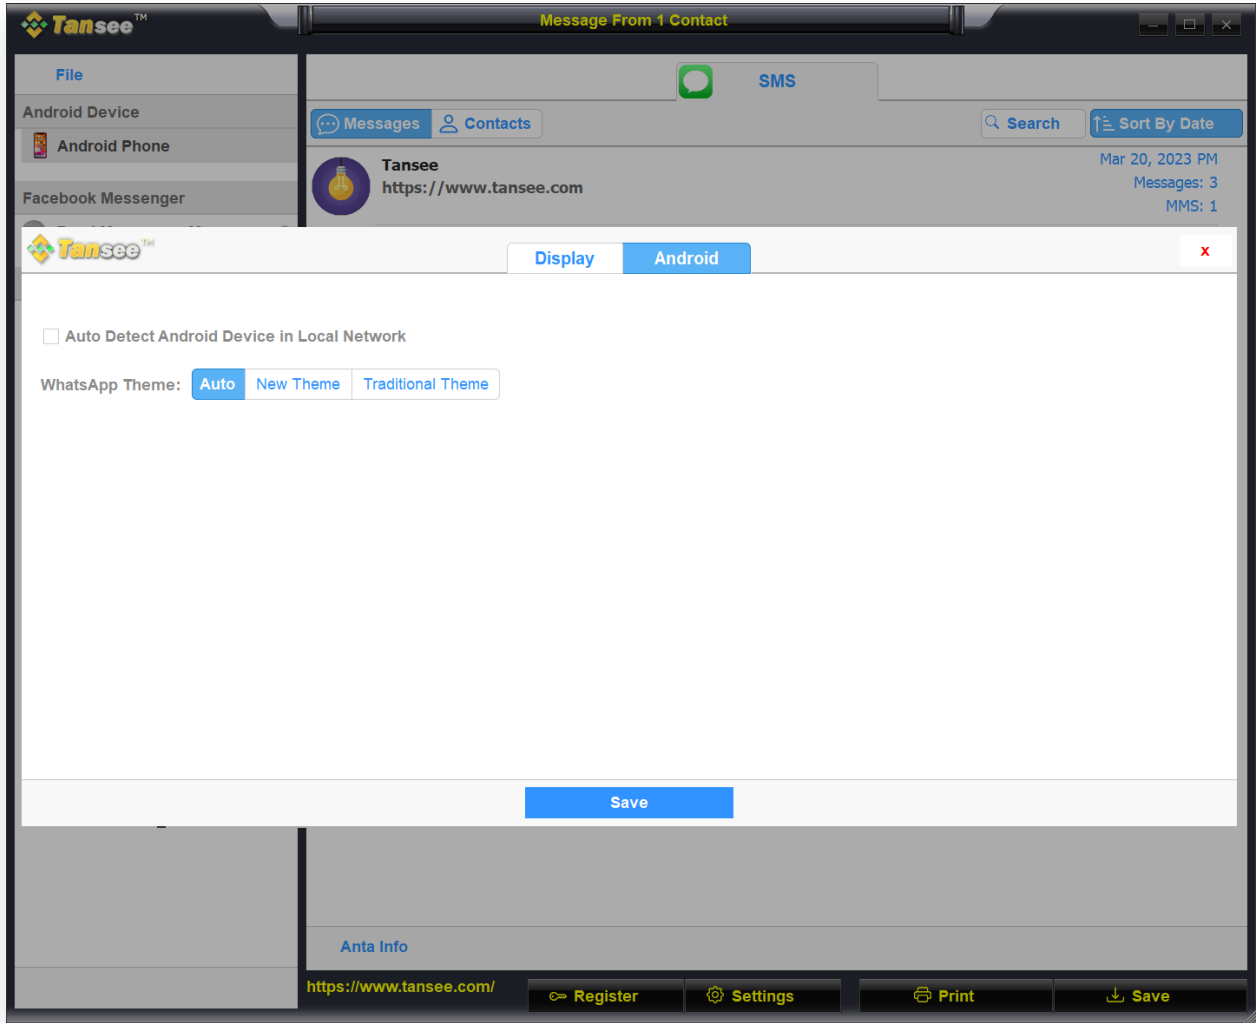 Tansee™
Message From 1 Contact
File
SMS
Android Device
Messages
Contacts
Search
Sort By Date
Android Phone
Tansee
https://www.tansee.com
Mar 20, 2023 PM
Messages: 3
MMS: 1
Facebook Messenger
Tansee™
Display
Android
x
Auto Detect Android Device in Local Network
WhatsApp Theme:
Auto
New Theme
Traditional Theme
Save
Anta Info
https://www.tansee.com/
Register
Settings
Print
Save